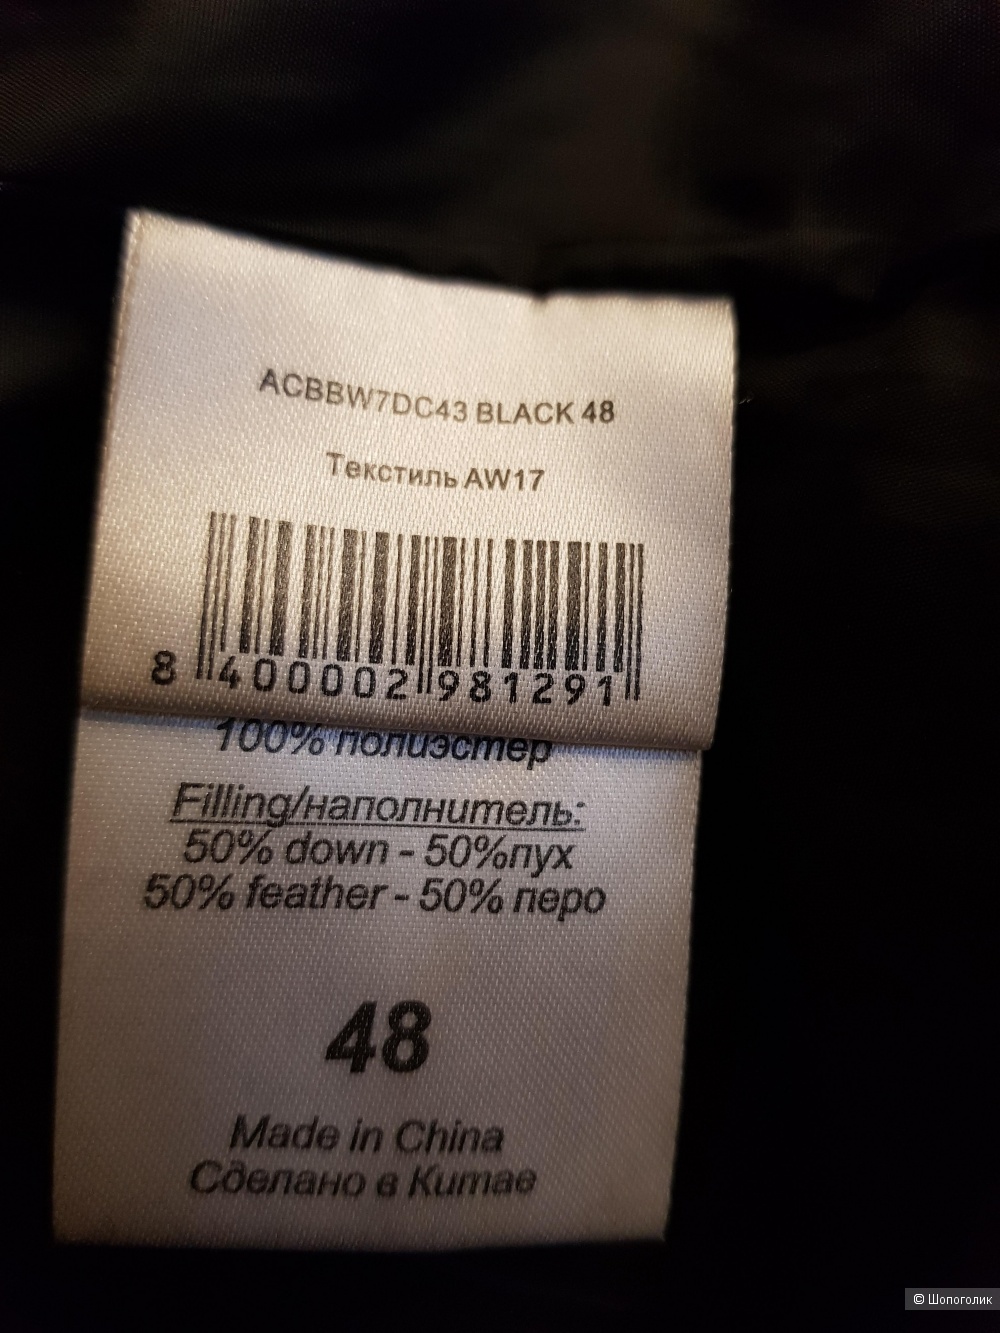 ACBBW7DC43 BLACK 48
Текстиль AW17
8 400002 981291
100% полиэстер
Filling/наполнитель:
50% down - 50%пух
50% feather - 50% перо
48
Made in China
Сделано в Китае
© Шопоголик